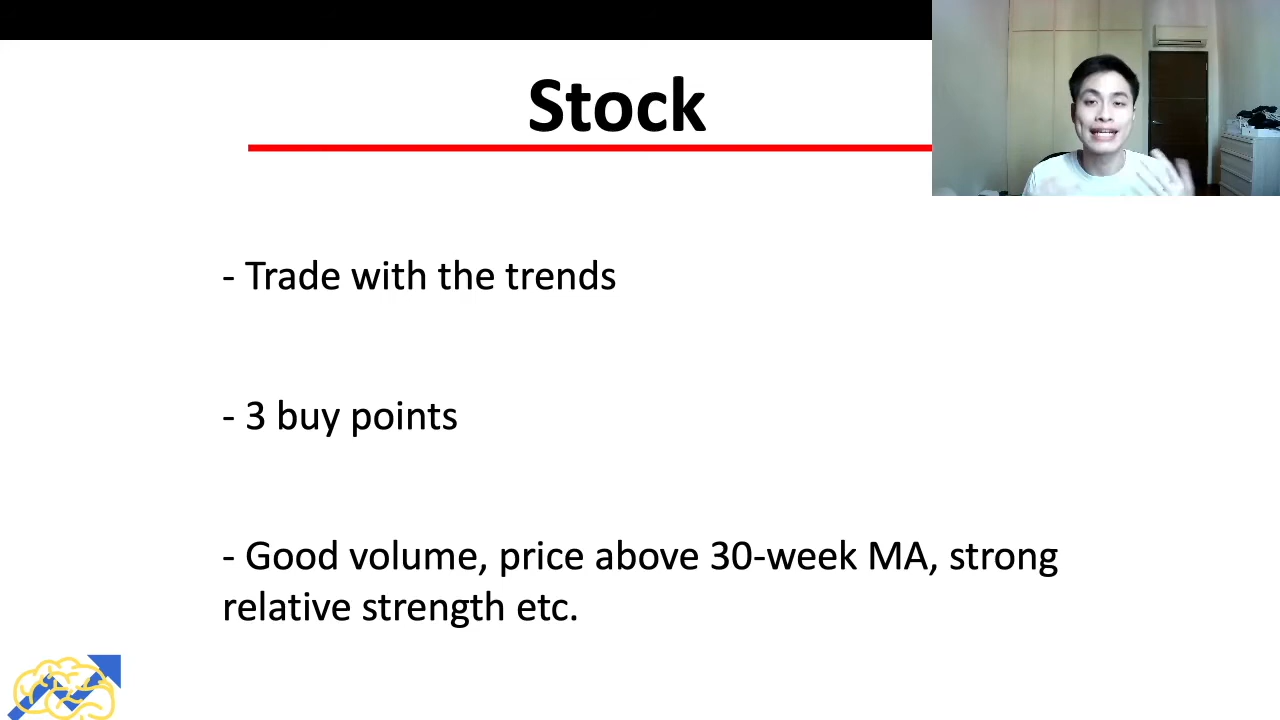 Stock
- Trade with the trends
- 3 buy points
- Good volume, price above 30-week MA, strong
relative strength etc.